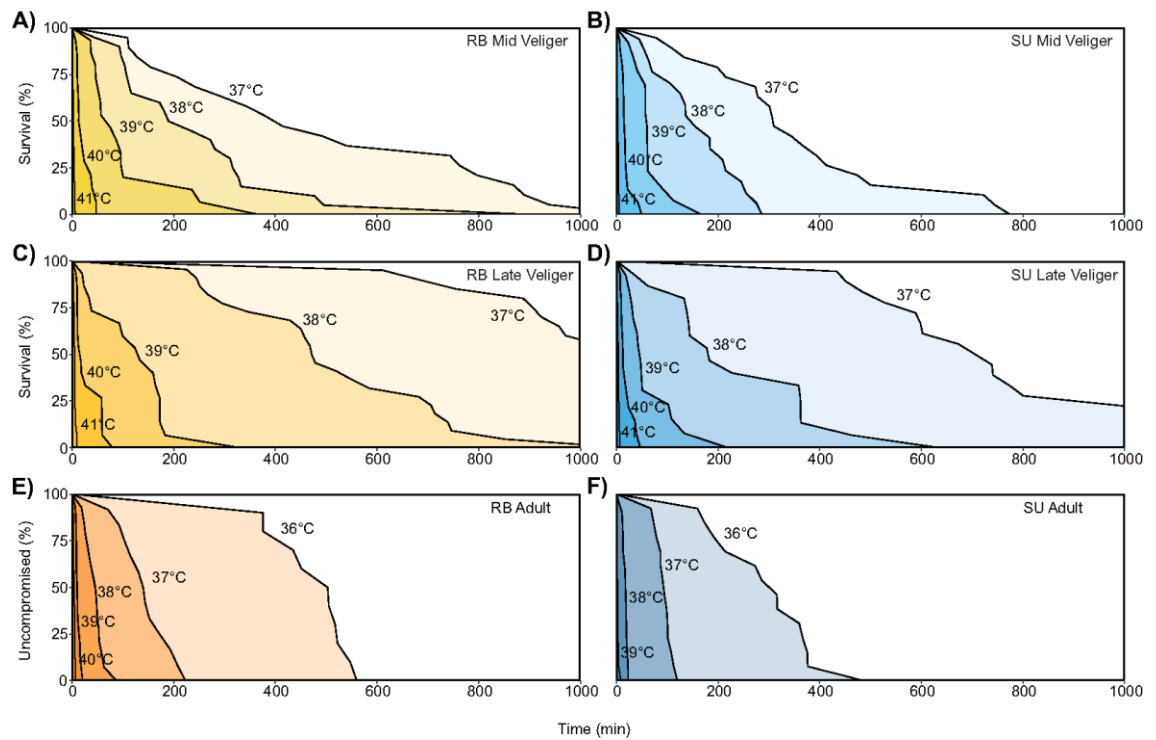 A)
B)
100
75
50
25
0
Survival (%)
RB Mid Veliger
37°C
38°C
39°C
40°C
41°C
0
200
400
600
800
1000
SU Mid Veliger
37°C
38°C
39°C
40°C
41°C
0
200
400
600
800
1000
C)
D)
100
75
50
25
0
Survival (%)
RB Late Veliger
37°C
38°C
39°C
40°C
41°C
0
200
400
600
800
1000
SU Late Veliger
37°C
38°C
39°C
40°C
41°C
0
200
400
600
800
1000
E)
F)
100
75
50
25
0
Uncompromised (%)
RB Adult
36°C
37°C
38°C
39°C
40°C
0
200
400
600
800
1000
SU Adult
36°C
37°C
38°C
39°C
0
200
400
600
800
1000
Time (min)